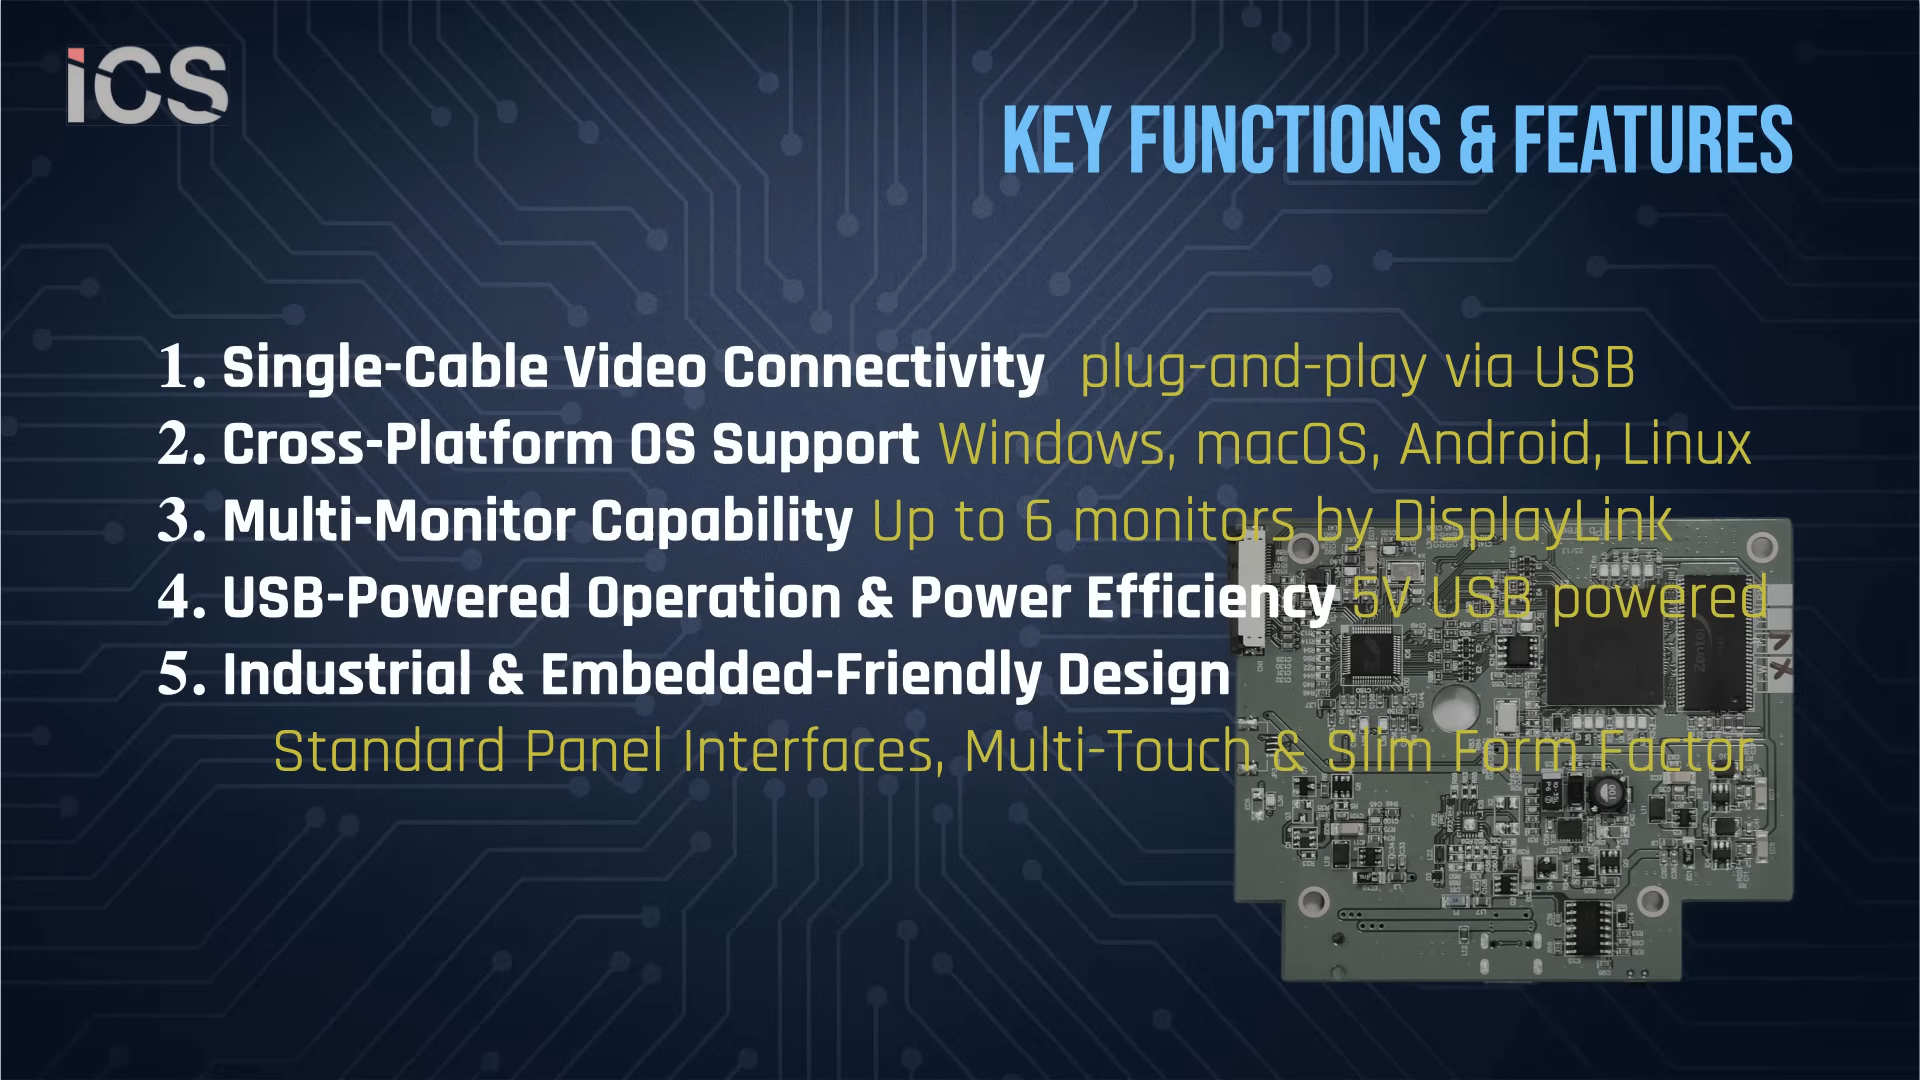 iCS
KEY FUNCTIONS & FEATURES
1. Single-Cable Video Connectivity plug-and-play via USB
2. Cross-Platform OS Support Windows, macOS, Android, Linux
3. Multi-Monitor Capability Up to 6 monitors by DisplayLink
4. USB-Powered Operation & Power Efficiency 5V USB powered
5. Industrial & Embedded-Friendly Design
Standard Panel Interfaces, Multi-Touch & Slim Form Factor
Zentel